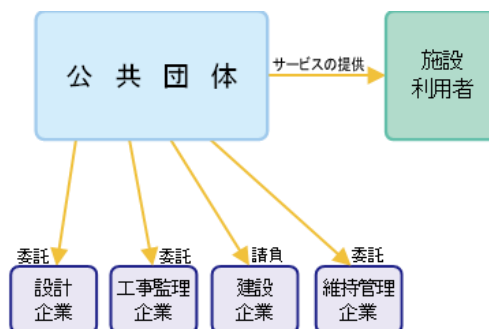 公共団体
サービスの提供
施設
利用者
委託
委託
請負
委託
設計
企業
工事監理
企業
建設
企業
維持管理
企業